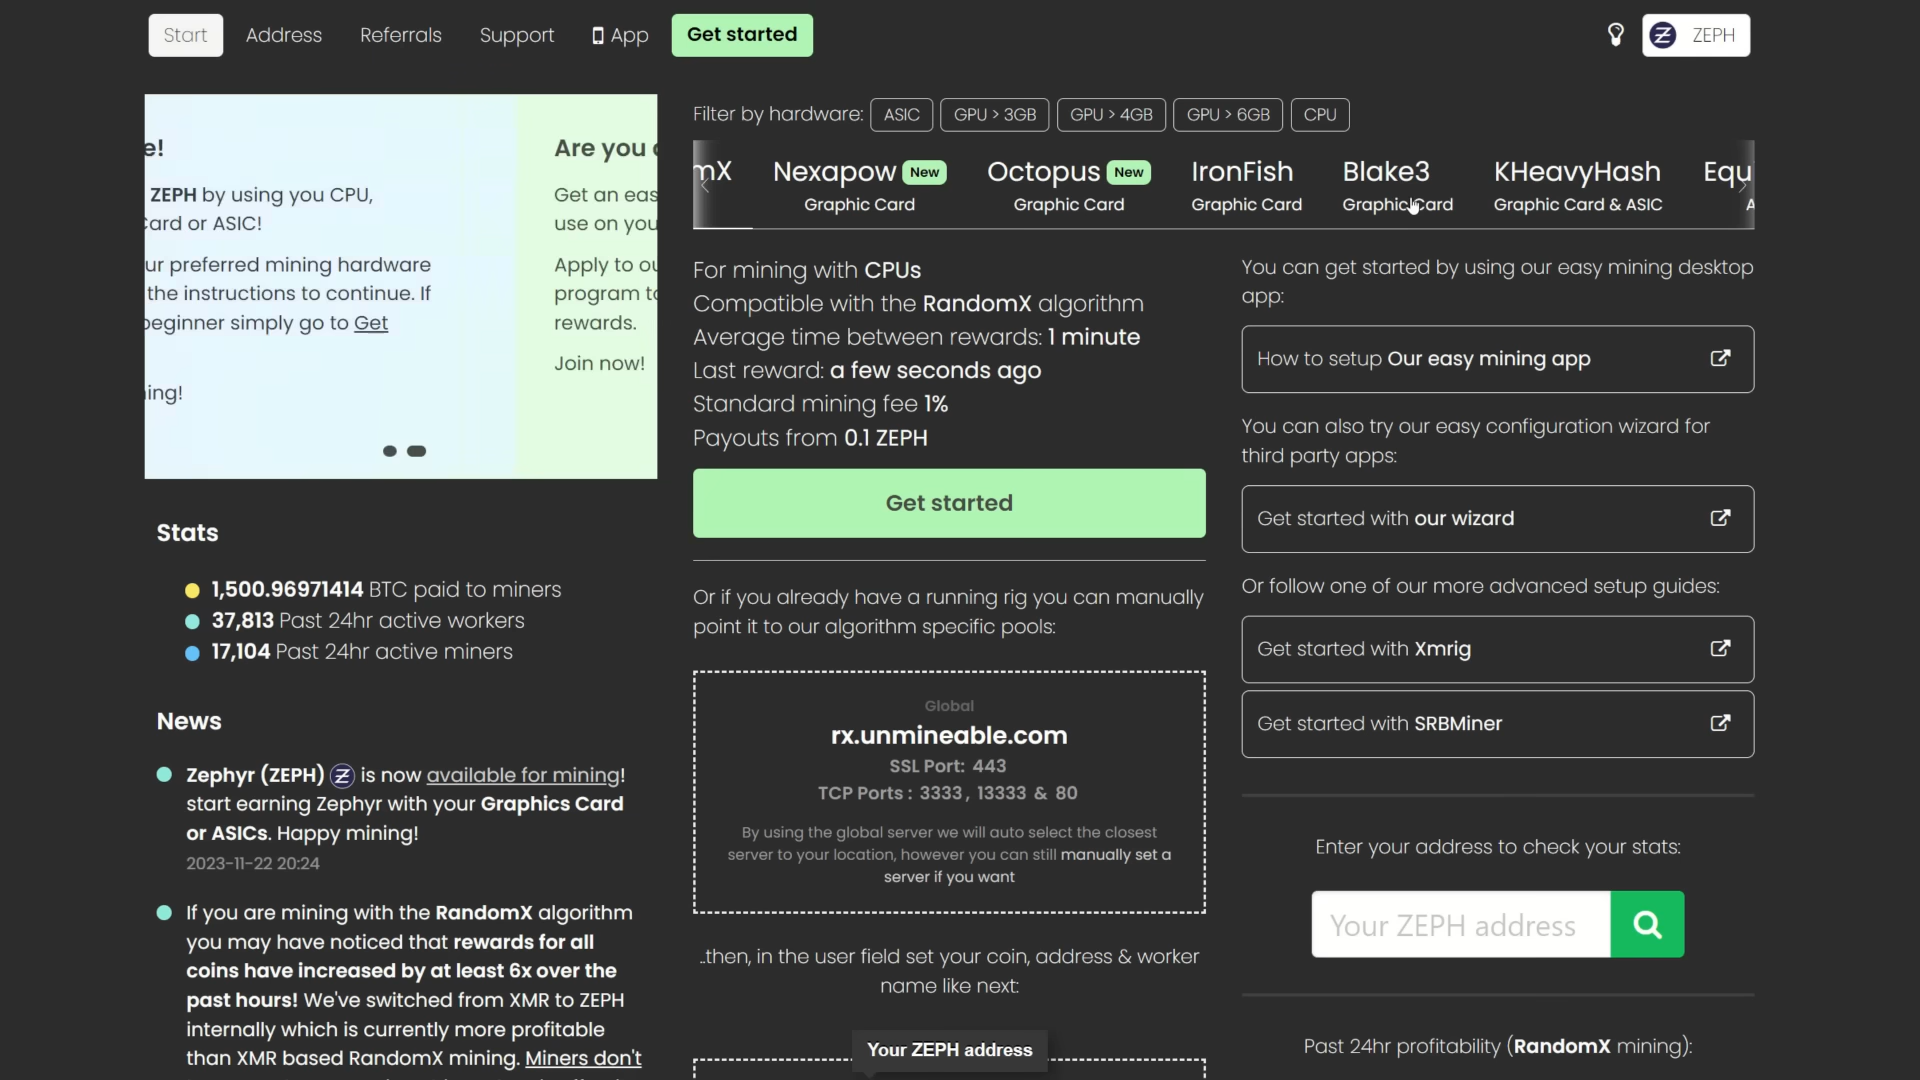 Start
Address
Referrals
Support
App
Get started
ZEPH
e!
ZEPH by using you CPU,
Card or ASIC!
ur preferred mining hardware
the instructions to continue. If
beginner simply go to Get
ing!
Are you
Get an eas
use on you
Apply to ou
program to
rewards.
Join now!
Filter by hardware:
ASIC
GPU > 3GB
GPU > 4GB
GPU > 6GB
CPU
mX
Nexapow New
Graphic Card
Octopus New
Graphic Card
IronFish
Graphic Card
Blake3
Graphic Card
KHeavyHash
Graphic Card & ASIC
Equ
A
For mining with CPUs
Compatible with the RandomX algorithm
Average time between rewards: 1 minute
Last reward: a few seconds ago
Standard mining fee 1%
Payouts from 0.1 ZEPH
Get started
Or if you already have a running rig you can manually
point it to our algorithm specific pools:
Global
rx.unmineable.com
SSL Port: 443
TCP Ports : 3333, 13333 & 80
By using the global server we will auto select the closest
server to your location, however you can still manually set a
server if you want
..then, in the user field set your coin, address & worker
name like next:
Your ZEPH address
You can get started by using our easy mining desktop
app:
How to setup Our easy mining app
You can also try our easy configuration wizard for
third party apps:
Get started with our wizard
Or follow one of our more advanced setup guides:
Get started with Xmrig
Get started with SRBMiner
Enter your address to check your stats:
Your ZEPH address
Past 24hr profitability (RandomX mining):
Stats
1,500.96971414 BTC paid to miners
37,813 Past 24hr active workers
17,104 Past 24hr active miners
News
Zephyr (ZEPH) is now available for mining!
start earning Zephyr with your Graphics Card
or ASICs. Happy mining!
2023-11-22 20:24
If you are mining with the RandomX algorithm
you may have noticed that rewards for all
coins have increased by at least 6x over the
past hours! We've switched from XMR to ZEPH
internally which is currently more profitable
than XMR based RandomX mining. Miners don't